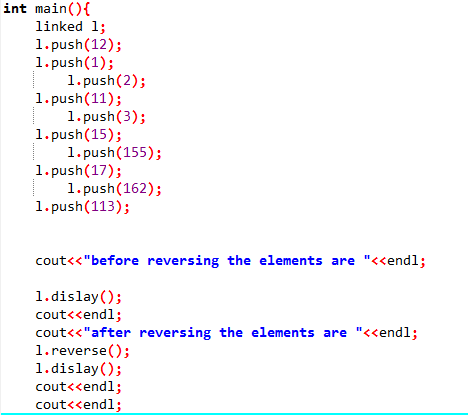 int main(){
linked l;
l.push(12);
l.push(1);
l.push(2);
l.push(11);
l.push(3);
l.push(15);
l.push(155);
l.push(17);
l.push(162);
l.push(113);
cout<<"before reversing the elements are "<<endl;
l.dislay();
cout<<endl;
cout<<"after reversing the elements are "<<endl;
l.reverse();
l.dislay();
cout<<endl;
cout<<endl;